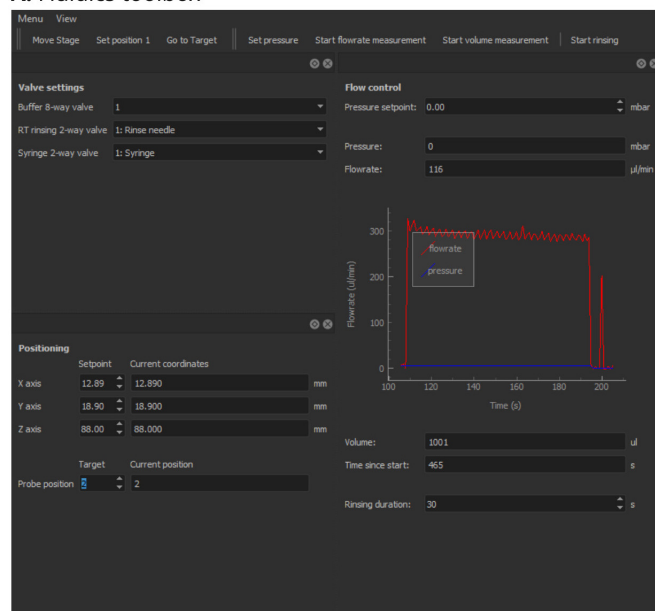 Menu View
Move Stage Set position 1 Go to Target Set pressure Start flowrate measurement Start volume measurement Start rinsing
Valve settings
Buffer 8-way valve 1
RT rinsing 2-way valve 1: Rinse needle
Syringe 2-way valve 1: Syringe
Flow control
Pressure setpoint: 0.00 mbar
Pressure: 0 mbar
Flowrate: 116 µl/min
Flowrate (ul/min)
300
200
100
0
flowrate
pressure
100 120 140 160 180 200
Time (s)
Volume: 1001 ul
Time since start: 465 s
Rinsing duration: 30 s
Positioning
Setpoint Current coordinates
X axis 12.89 12.890 mm
Y axis 18.90 18.900 mm
Z axis 88.00 88.000 mm
Target Current position
Probe position 2 2